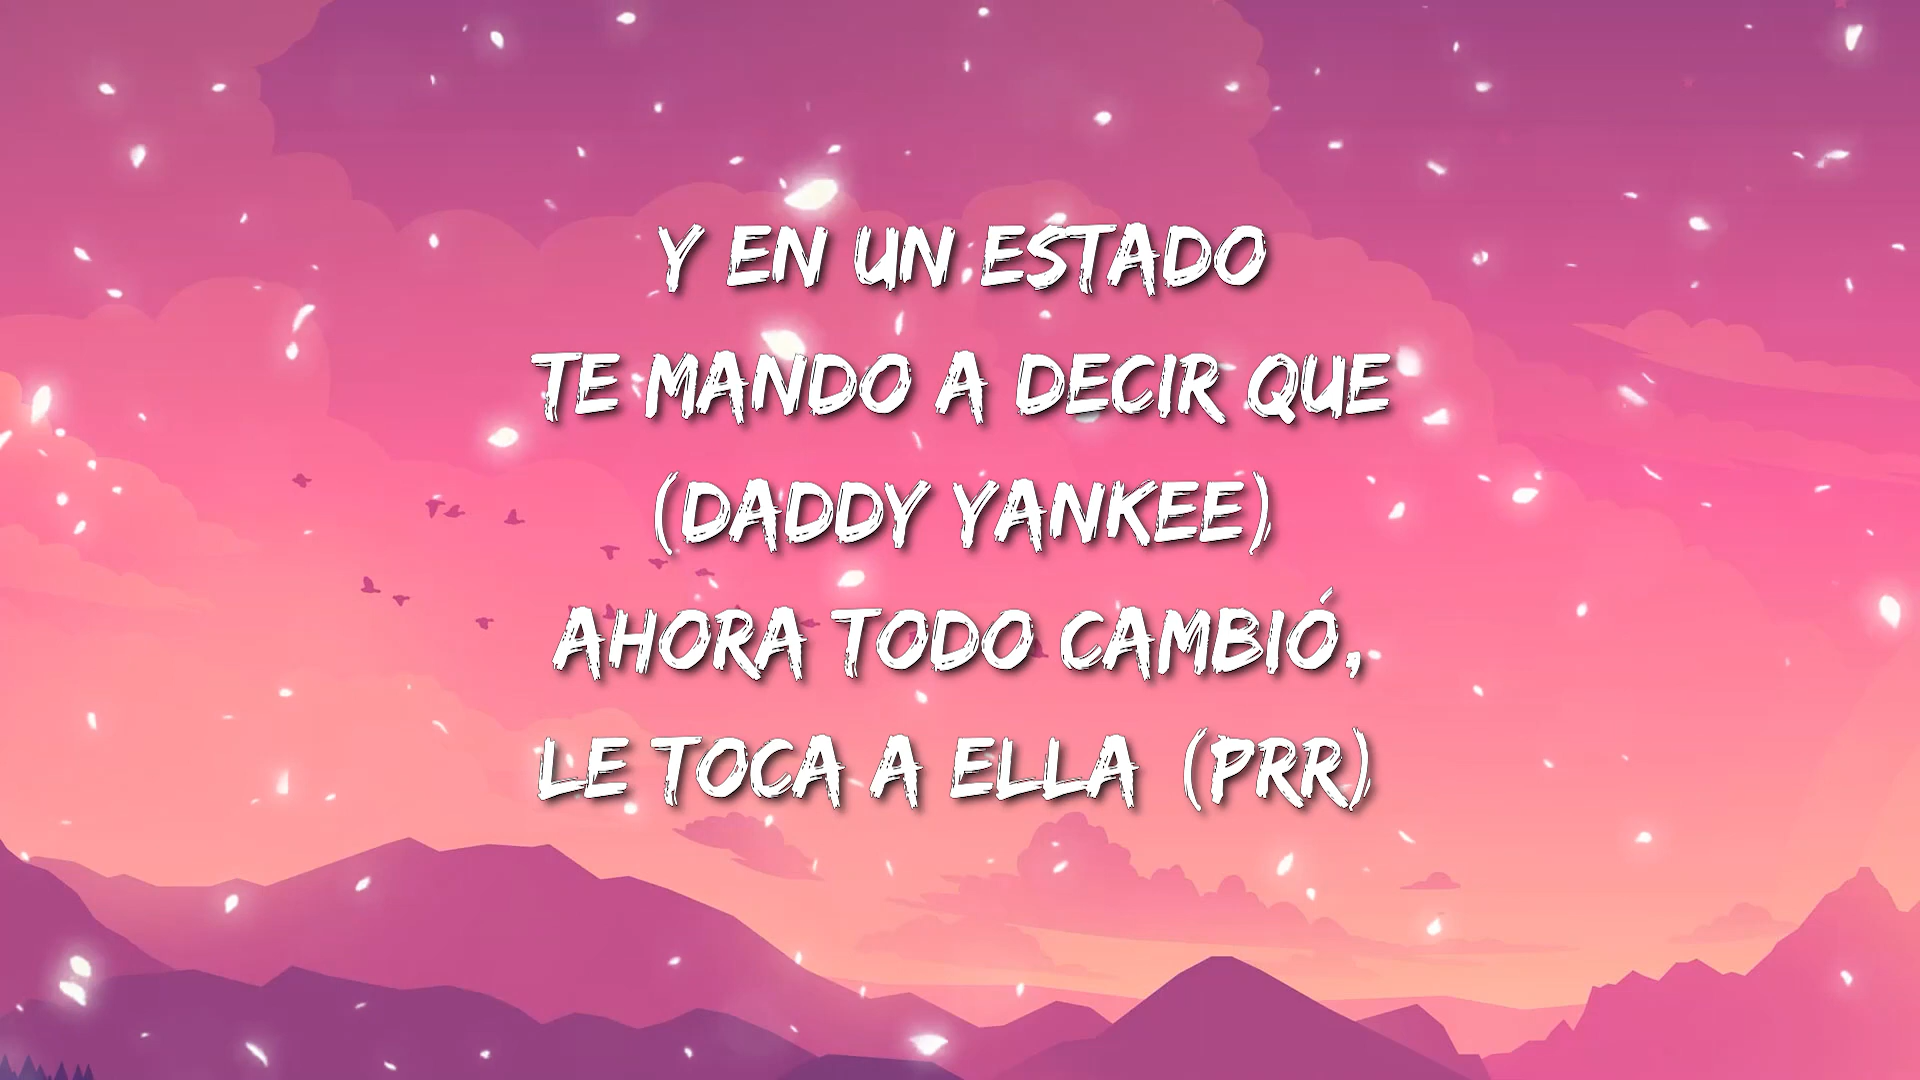 Y EN UN ESTADO
TE MANDO A DECIR QUE
(DADDY YANKEE)
AHORA TODO CAMBIÓ,
LE TOCA A ELLA (PRR)